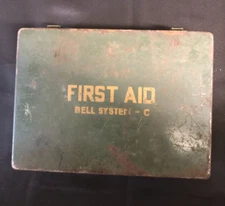 FIRST AID
BELL SYSTEM - C